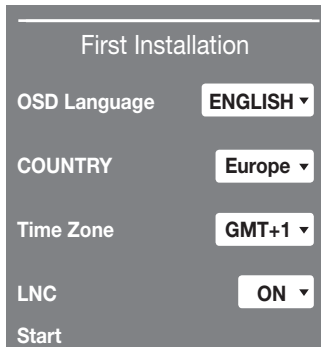 First Installation
OSD Language ENGLISH
COUNTRY Europe
Time Zone GMT+1
LNC ON
Start